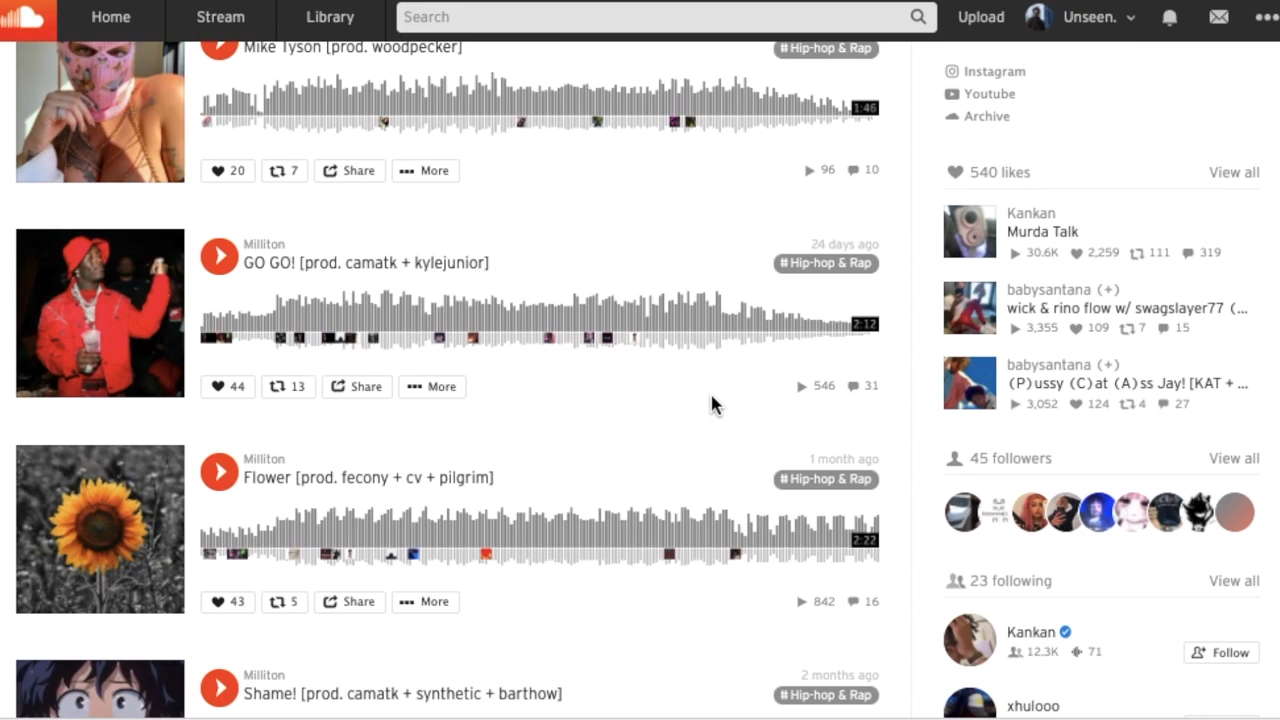 Home Stream Library Search Upload Unseen.
Mike Tyson [prod. woodpecker]
# Hip-hop & Rap
1:46
20 7 Share More
96 10
Milliton
24 days ago
GO GO! [prod. camatk + kylejunior]
# Hip-hop & Rap
2:12
44 13 Share More
546 31
Milliton
1 month ago
Flower [prod. fecony + cv + pilgrim]
# Hip-hop & Rap
2:22
43 5 Share More
842 16
Milliton
2 months ago
Shame! [prod. camatk + synthetic + barthow]
# Hip-hop & Rap
Instagram
Youtube
Archive
540 likes View all
Kankan
Murda Talk
30.6K 2,259 111 319
babysantana (+)
wick & rino flow w/ swagslayer77 (...
3,355 109 7 15
babysantana (+)
(P)ussy (C)at (A)ss Jay! [KAT + ...
3,052 124 4 27
45 followers View all
23 following View all
Kankan
12.3K 71
Follow
xhulooo